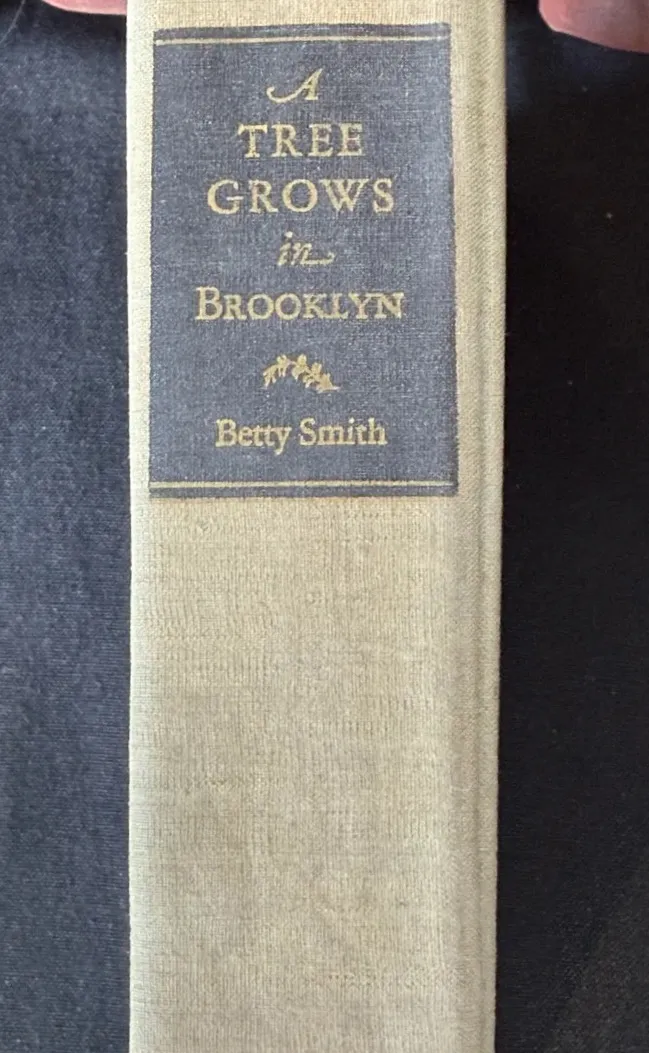 A
TREE
GROWS
in
BROOKLYN
Betty Smith